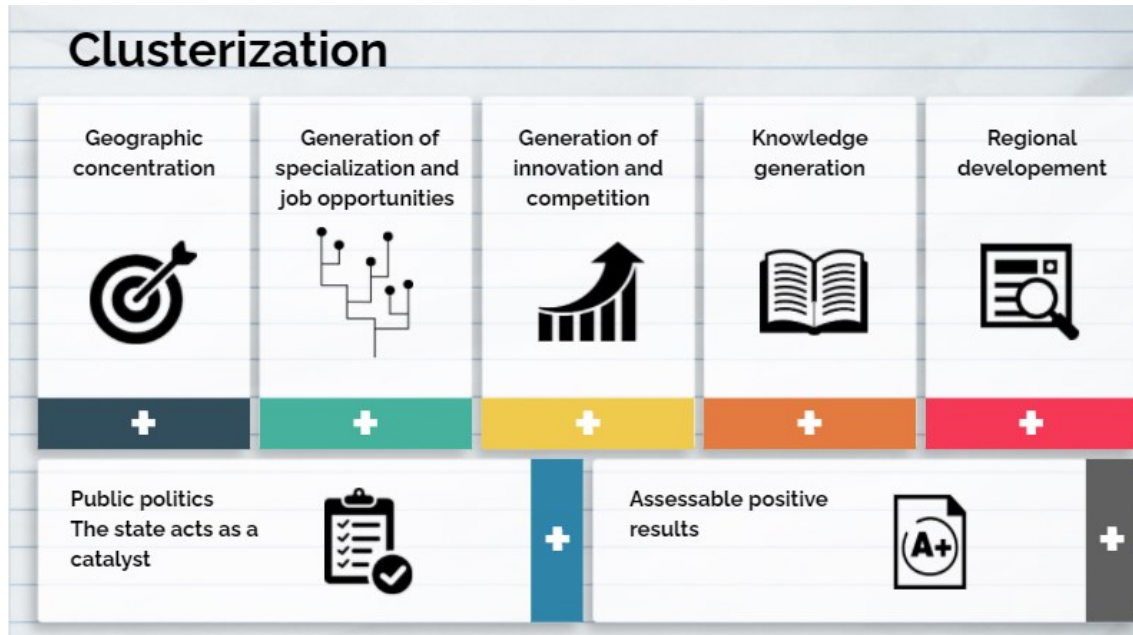 Clusterization
Geographic
concentration
Generation of
specialization and
job opportunities
Generation of
innovation and
competition
Knowledge
generation
Regional
developement
Public politics
The state acts as a
catalyst
Assessable positive
results
A+